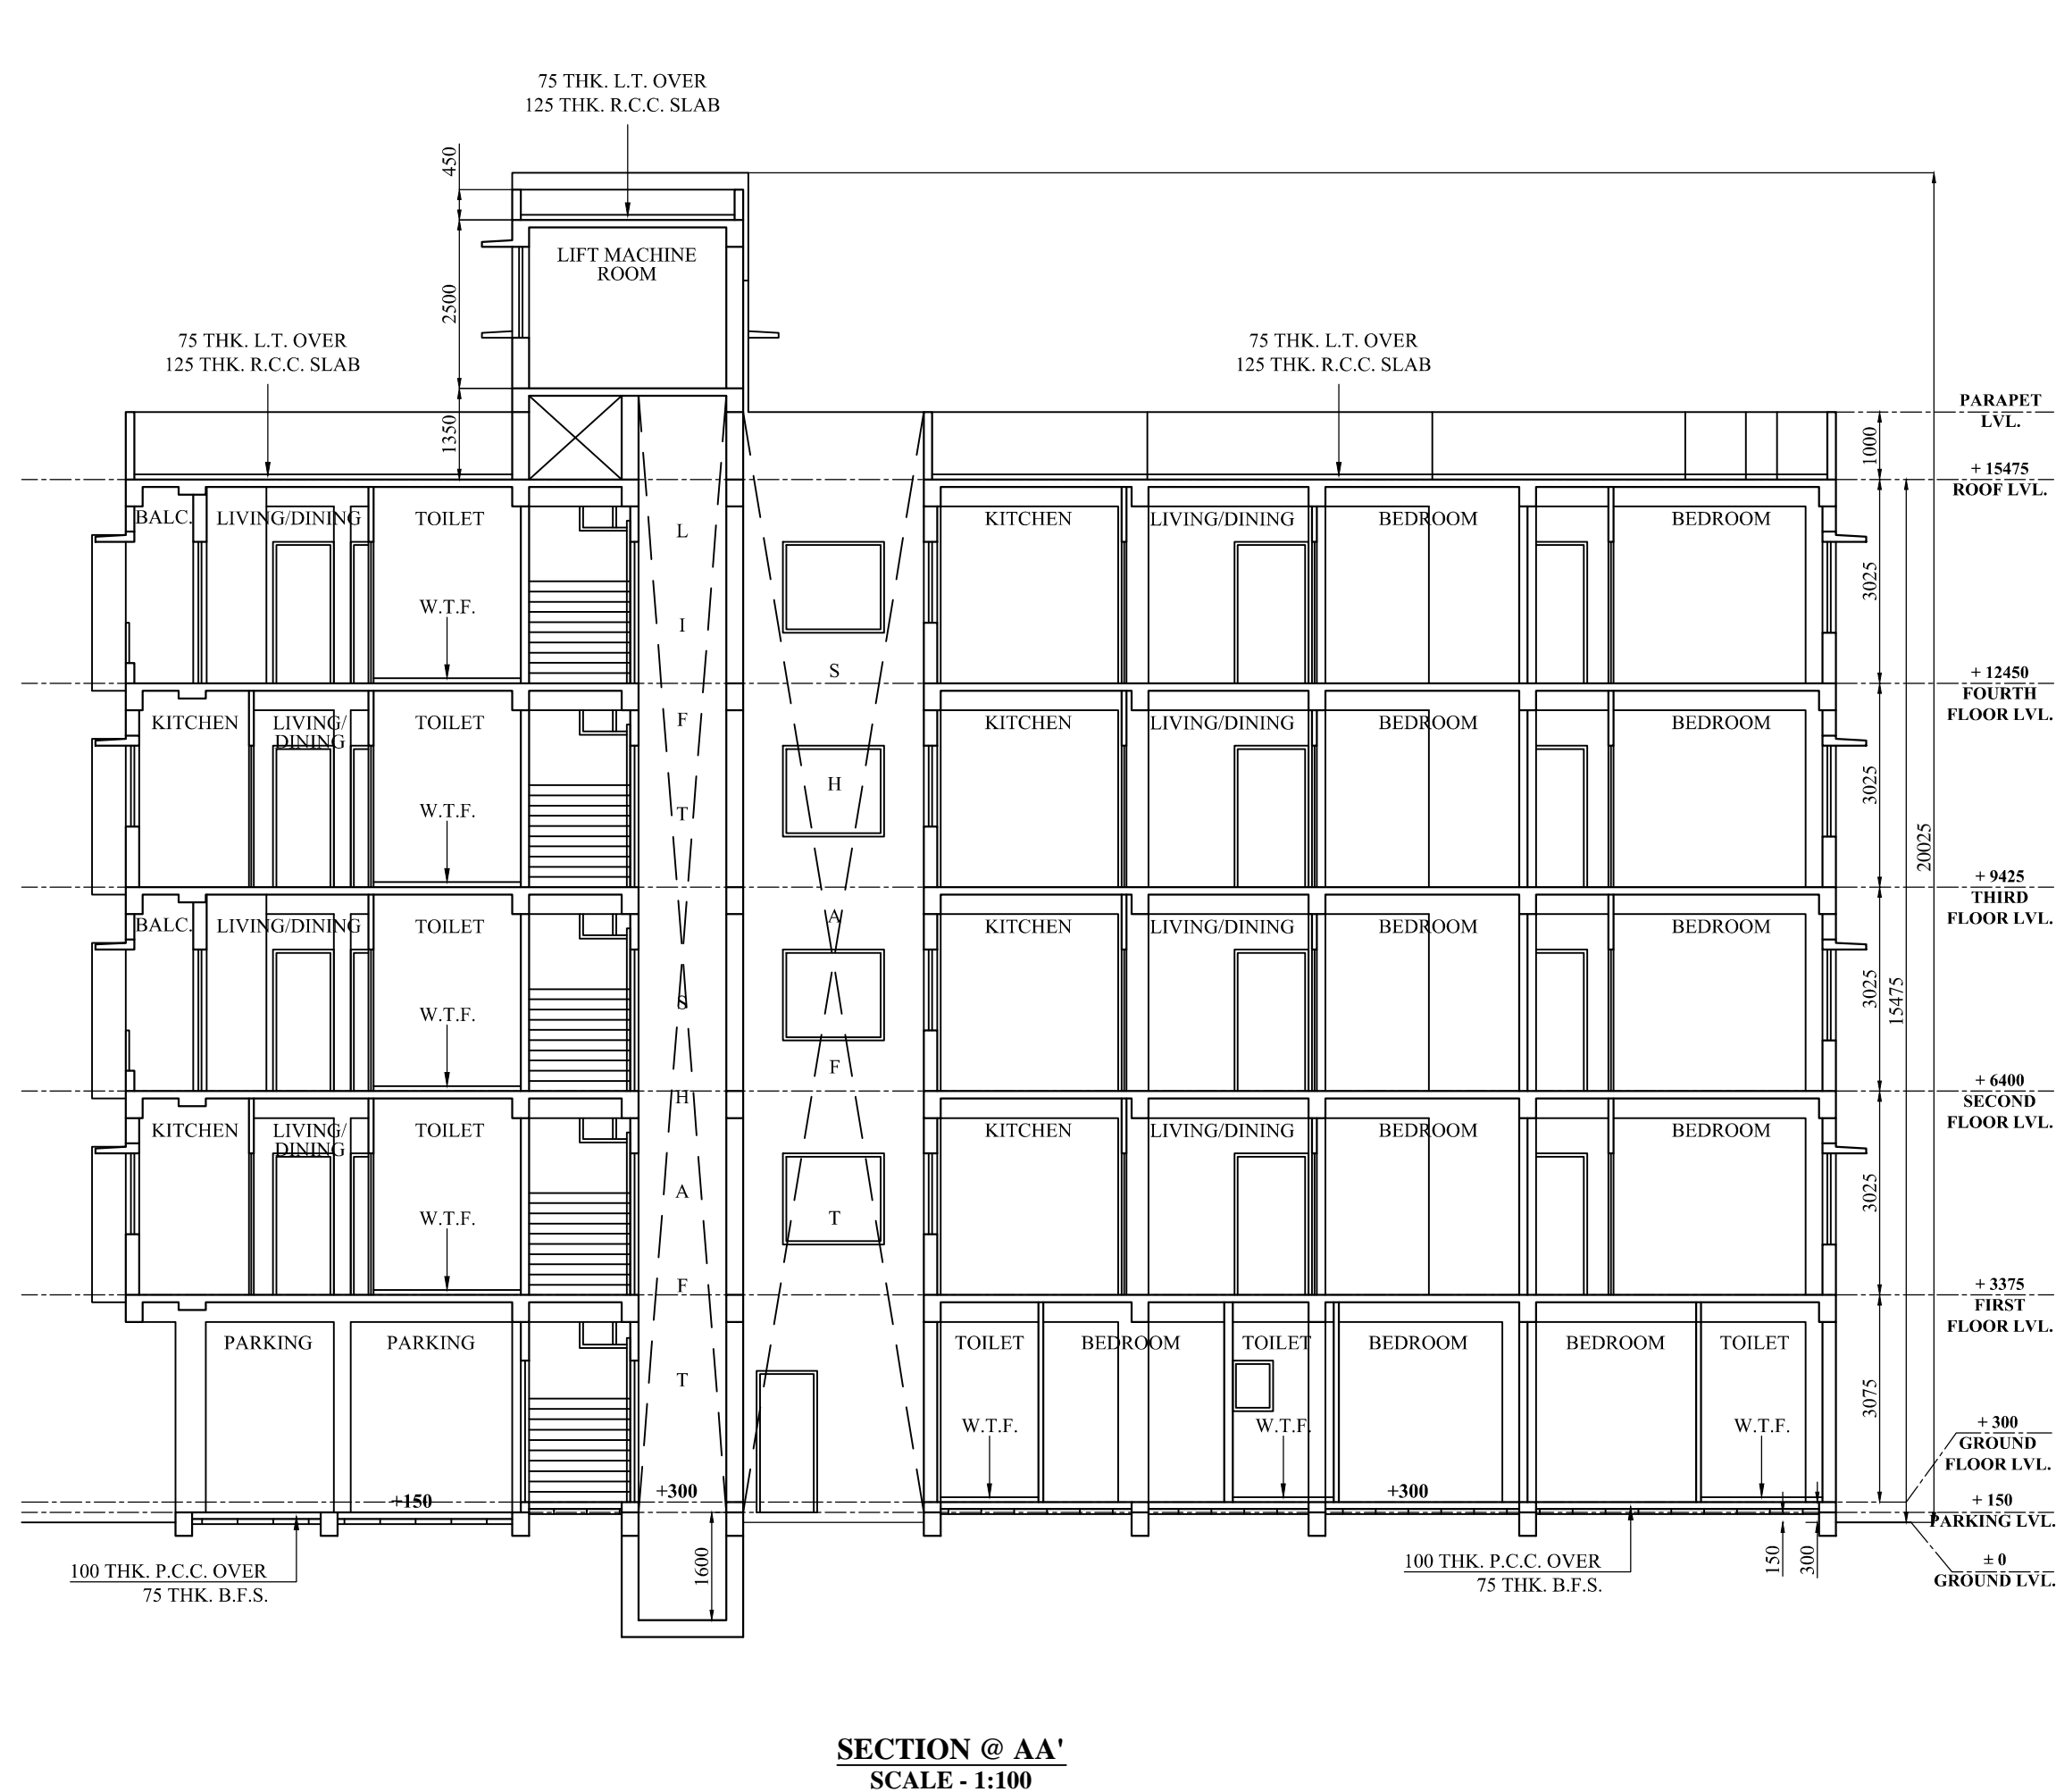 75 THK. L.T. OVER
125 THK. R.C.C. SLAB
450
LIFT MACHINE
ROOM
2500
75 THK. L.T. OVER
125 THK. R.C.C. SLAB
75 THK. L.T. OVER
125 THK. R.C.C. SLAB
1350
PARAPET
LVL.
1000
+ 15475
ROOF LVL.
BALC. LIVING/DINING TOILET KITCHEN LIVING/DINING BEDROOM BEDROOM
W.T.F.
3025
+ 12450
FOURTH
FLOOR LVL.
KITCHEN LIVING/
DINING TOILET KITCHEN LIVING/DINING BEDROOM BEDROOM
W.T.F.
3025
20025
+ 9425
THIRD
FLOOR LVL.
BALC. LIVING/DINING TOILET KITCHEN LIVING/DINING BEDROOM BEDROOM
W.T.F.
3025
15475
+ 6400
SECOND
FLOOR LVL.
KITCHEN LIVING/
DINING TOILET KITCHEN LIVING/DINING BEDROOM BEDROOM
W.T.F.
3025
+ 3375
FIRST
FLOOR LVL.
L
I
F
T
S
H
A
F
T
S
H
A
F
T
PARKING PARKING TOILET BEDROOM TOILET BEDROOM BEDROOM TOILET
W.T.F. W.T.F. W.T.F.
3075
+ 300
GROUND
FLOOR LVL.
+150 +300 +300
+ 150
PARKING LVL.
1600
150
300
± 0
GROUND LVL.
100 THK. P.C.C. OVER
75 THK. B.F.S.
100 THK. P.C.C. OVER
75 THK. B.F.S.
SECTION @ AA'
SCALE - 1:100